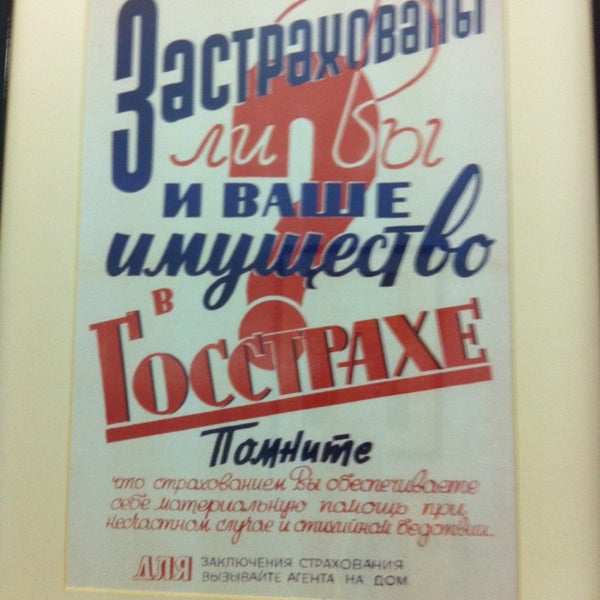 Застрахованы
ли Вы
и ваше
имущество
в
Госстрахе
Помните
что страхованием Вы обеспечиваете
себе материальную помощь при
несчастном случае и стихийном бедствии.
ДЛЯ ЗАКЛЮЧЕНИЯ СТРАХОВАНИЯ
ВЫЗЫВАЙТЕ АГЕНТА НА ДОМ
?